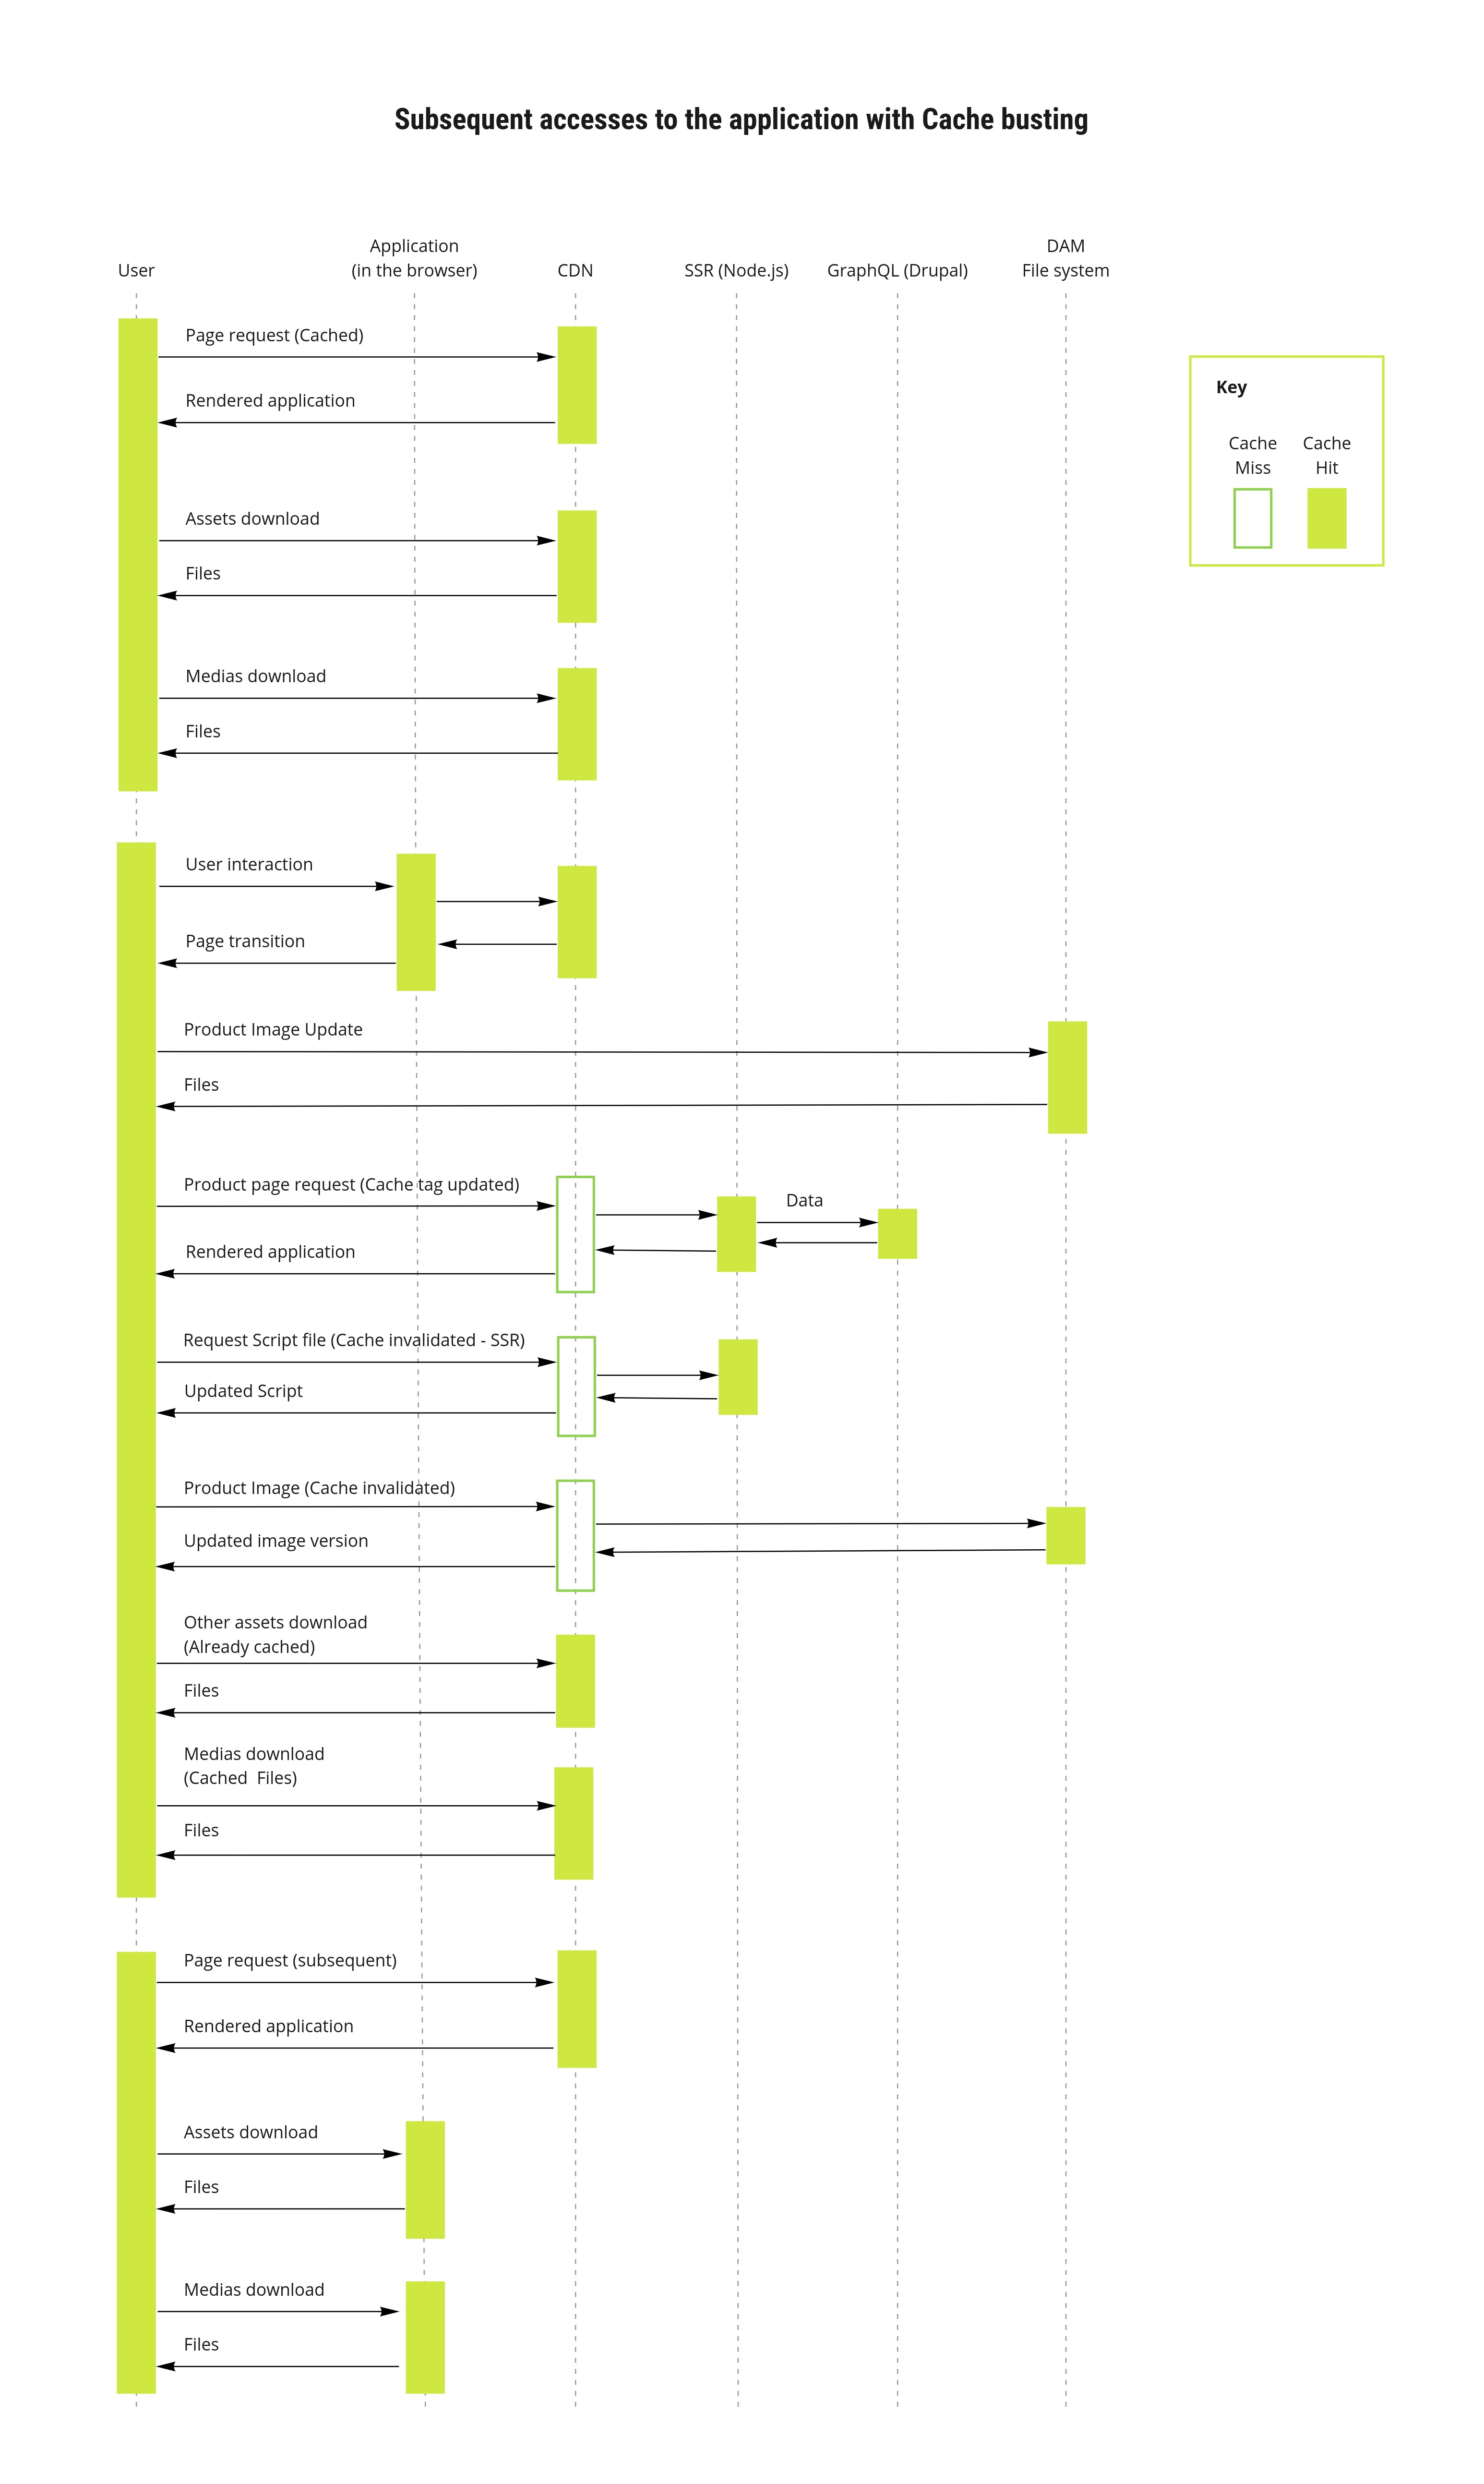 Subsequent accesses to the application with Cache busting
User
Application
(in the browser)
CDN
SSR (Node.js)
GraphQL (Drupal)
DAM
File system
Page request (Cached)
Rendered application
Key
Cache
Miss
Cache
Hit
Assets download
Files
Medias download
Files
User interaction
Page transition
Product Image Update
Files
Product page request (Cache tag updated)
Data
Rendered application
Request Script file (Cache invalidated - SSR)
Updated Script
Product Image (Cache invalidated)
Updated image version
Other assets download
(Already cached)
Files
Medias download
(Cached  Files)
Files
Page request (subsequent)
Rendered application
Assets download
Files
Medias download
Files